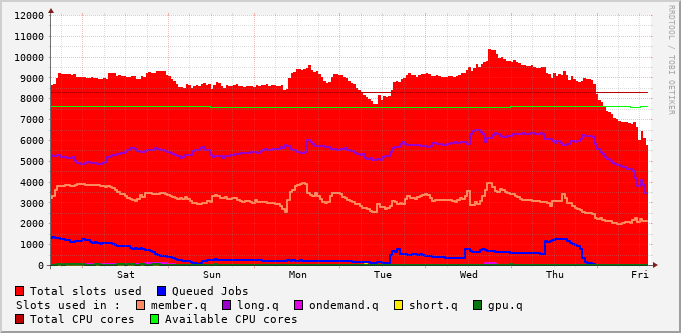 RRDTOOL / TOBI OETIKER
12000
11000
10000
9000
8000
7000
6000
5000
4000
3000
2000
1000
0
Sat Sun Mon Tue Wed Thu Fri
Total slots used Queued Jobs
Slots used in : member.q long.q ondemand.q short.q gpu.q
Total CPU cores Available CPU cores